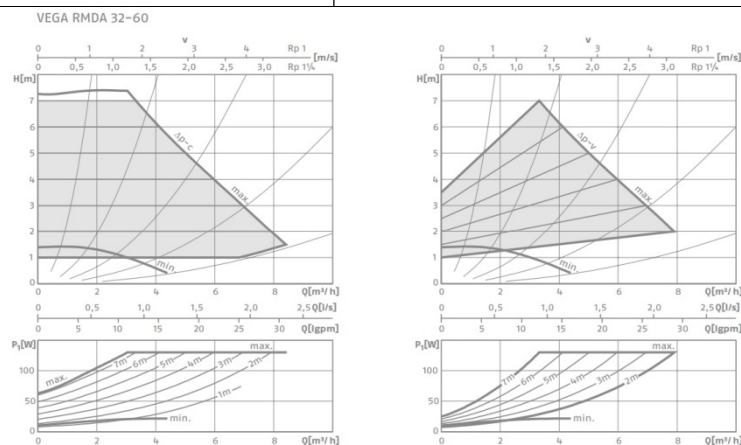 VEGA RMDA 32-60
v
0 1 2 3 4 Rp 1
[m/s]
0 0,5 1,0 1,5 2,0 2,5 3,0 Rp 1¼
H[m]
7
6
5
4
3
2
1
0
Δp-c
max.
min.
0 2 4 6 8 Q[m³/h]
0 0,5 1,0 1,5 2,0 2,5 Q[l/s]
0 5 10 15 20 25 30 Q[Igpm]
P₁[W]
100
50
0
max.
max.
7m 6m 5m 4m 3m 2m
1m
min.
0 2 4 6 8 Q[m³/h]
v
0 1 2 3 4 Rp 1
[m/s]
0 0,5 1,0 1,5 2,0 2,5 3,0 Rp 1¼
H[m]
7
6
5
4
3
2
1
0
Δp-v
max.
min.
0 2 4 6 8 Q[m³/h]
0 0,5 1,0 1,5 2,0 2,5 Q[l/s]
0 5 10 15 20 25 30 Q[Igpm]
P₁[W]
100
50
0
max.
7m 6m 5m 4m 3m 2m
min.
0 2 4 6 8 Q[m³/h]